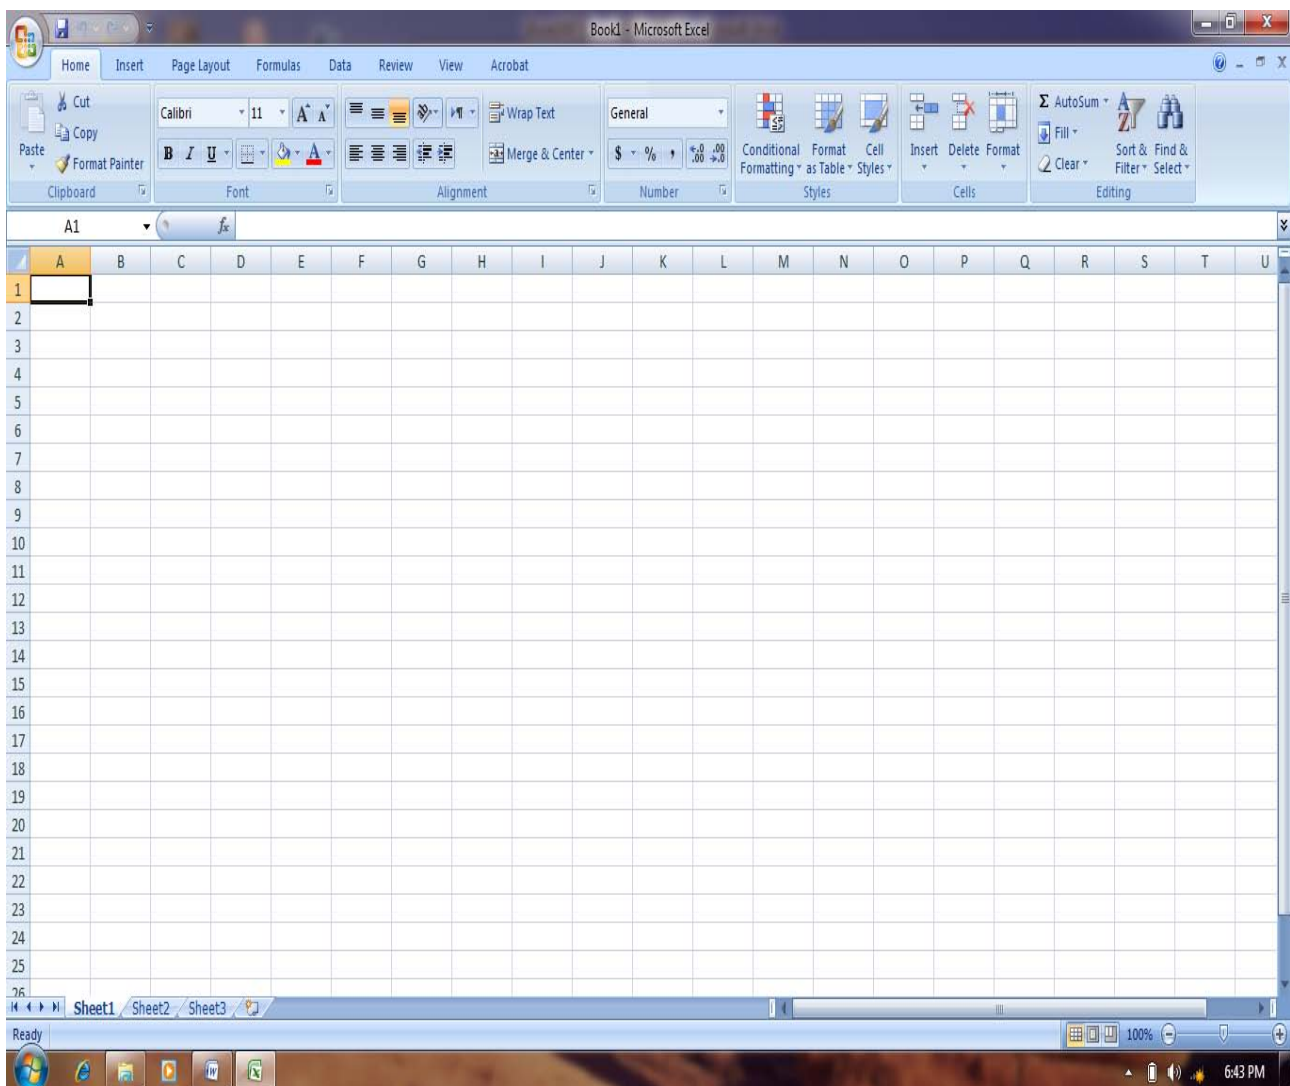 Book1 - Microsoft Excel
Home Insert Page Layout Formulas Data Review View Acrobat
Paste
Cut
Copy
Format Painter
Clipboard
Calibri 11
B I U
Font
Wrap Text
Merge & Center
Alignment
General
$ % , .0 .00 .00 .0
Number
Conditional Formatting
Format as Table
Cell Styles
Styles
Insert Delete Format
Cells
Σ AutoSum
Fill
Clear
Sort & Filter
Find & Select
Editing
A1 fx
A B C D E F G H I J K L M N O P Q R S T U
1
2
3
4
5
6
7
8
9
10
11
12
13
14
15
16
17
18
19
20
21
22
23
24
25
26
Sheet1 Sheet2 Sheet3
Ready 100%
6:43 PM